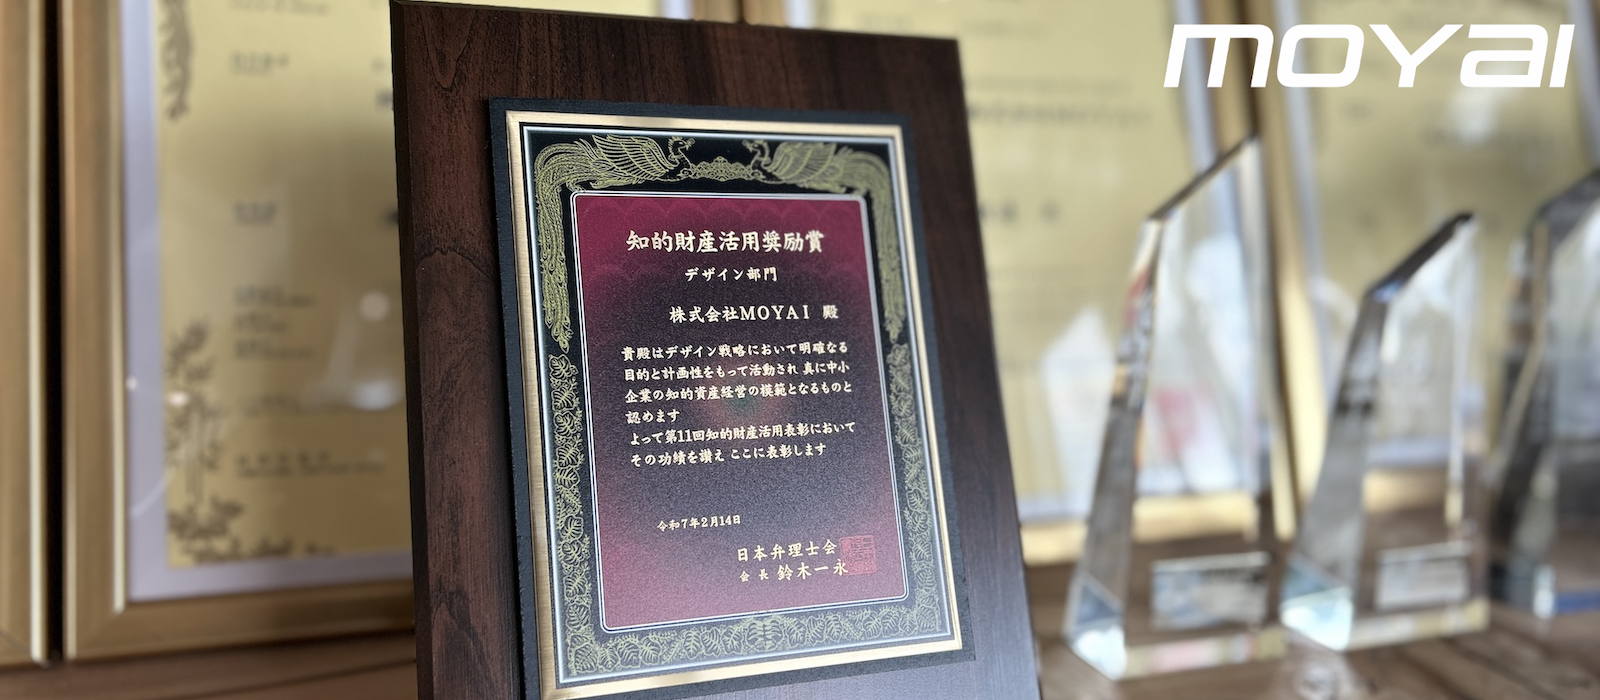 moyai
知的財産活用奨励賞
デザイン部門
株式会社MOYAI 殿
貴殿はデザイン戦略において明確なる
目的と計画性をもって活動され 真に中小
企業の知的資産経営の模範となるものと
認めます
よって第11回知的財産活用表彰において
その功績を讃え ここに表彰します
令和7年2月14日
日本弁理士会
会長 鈴木一永